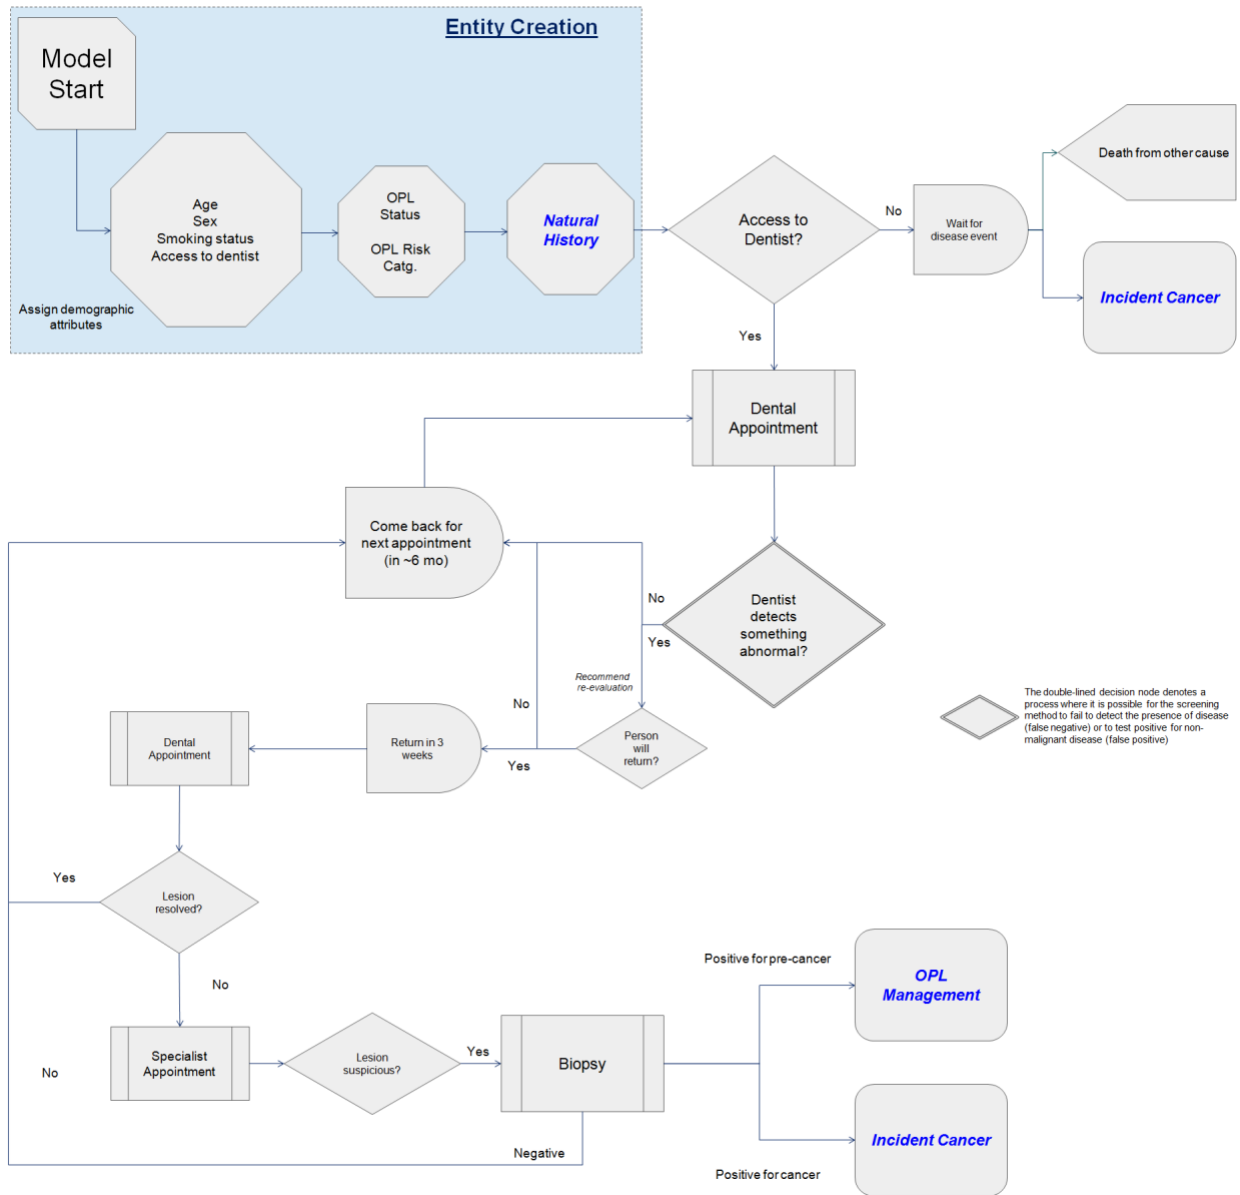 Entity Creation
Model
Start
Age
Sex
Smoking status
Access to dentist
OPL
Status
OPL Risk
Catg.
Natural
History
Assign demographic
attributes
Access to
Dentist?
No
Wait for
disease event
Death from other cause
Incident Cancer
Yes
Dental
Appointment
Come back for
next appointment
(in ~6 mo)
Dentist
detects
something
abnormal?
No
Yes
Recommend
re-evaluation
No
Person
will
return?
Yes
Return in 3
weeks
Dental
Appointment
The double-lined decision node denotes a
process where it is possible for the screening
method to fail to detect the presence of disease
(false negative) or to test positive for non-
malignant disease (false positive)
Yes
Lesion
resolved?
No
Specialist
Appointment
No
Lesion
suspicious?
Yes
Biopsy
Negative
Positive for pre-cancer
OPL
Management
Incident Cancer
Positive for cancer